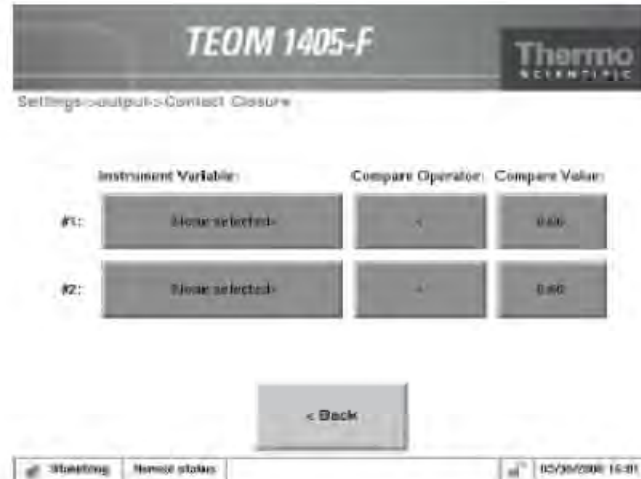 TEOM 1405-F
Thermo
SCIENTIFIC
Settings->output->Contact Closure
Instrument Variable: Compare Operator: Compare Value:
#1: <None selected> < 0.00
#2: <None selected> < 0.00
< Back
Normal status